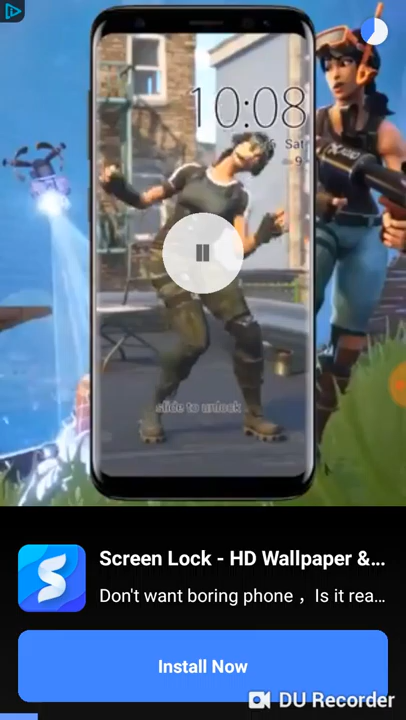 10:08
Sat
9
slide to unlock
Screen Lock - HD Wallpaper &...
Don't want boring phone , Is it rea...
Install Now
DU Recorder